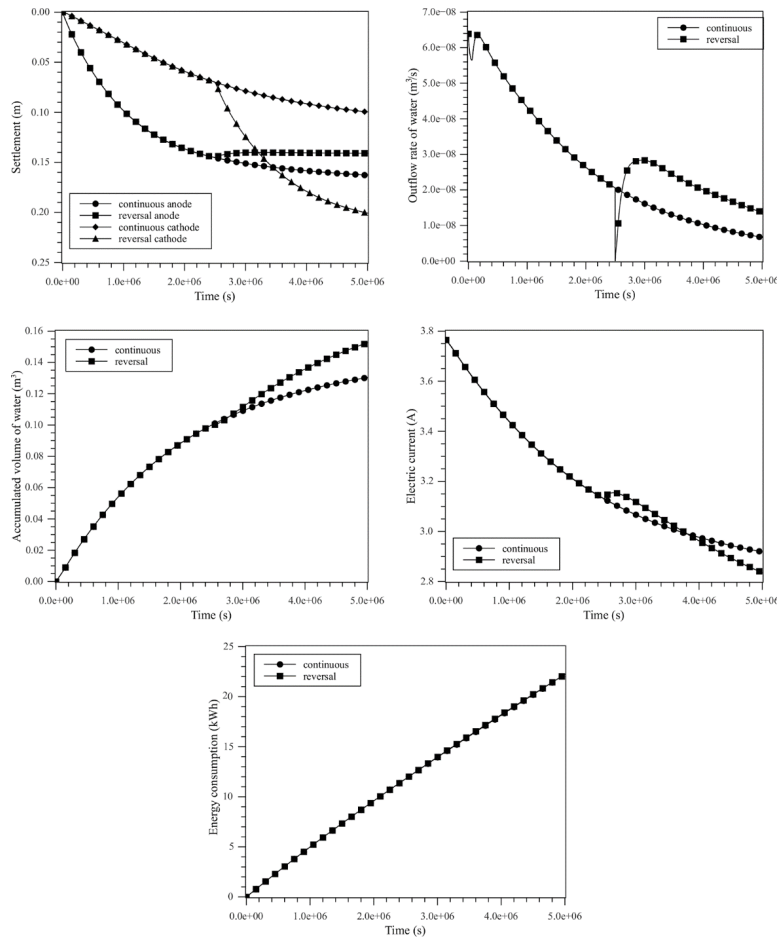 0.00
0.05
0.10
0.15
0.20
0.25
Settlement (m)
continuous anode
reversal anode
continuous cathode
reversal cathode
0.0e+00 1.0e+06 2.0e+06 3.0e+06 4.0e+06 5.0e+06
Time (s)
7.0e−08
6.0e−08
5.0e−08
4.0e−08
3.0e−08
2.0e−08
1.0e−08
0.0e+00
Outflow rate of water (m³/s)
continuous
reversal
0.0e+00 1.0e+06 2.0e+06 3.0e+06 4.0e+06 5.0e+06
Time (s)
0.16
0.14
0.12
0.10
0.08
0.06
0.04
0.02
0.00
Accumulated volume of water (m³)
continuous
reversal
0.0e+00 1.0e+06 2.0e+06 3.0e+06 4.0e+06 5.0e+06
Time (s)
3.8
3.6
3.4
3.2
3.0
2.8
Electric current (A)
continuous
reversal
0.0e+00 1.0e+06 2.0e+06 3.0e+06 4.0e+06 5.0e+06
Time (s)
25
20
15
10
5
0
Energy consumption (kWh)
continuous
reversal
0.0e+00 1.0e+06 2.0e+06 3.0e+06 4.0e+06 5.0e+06
Time (s)